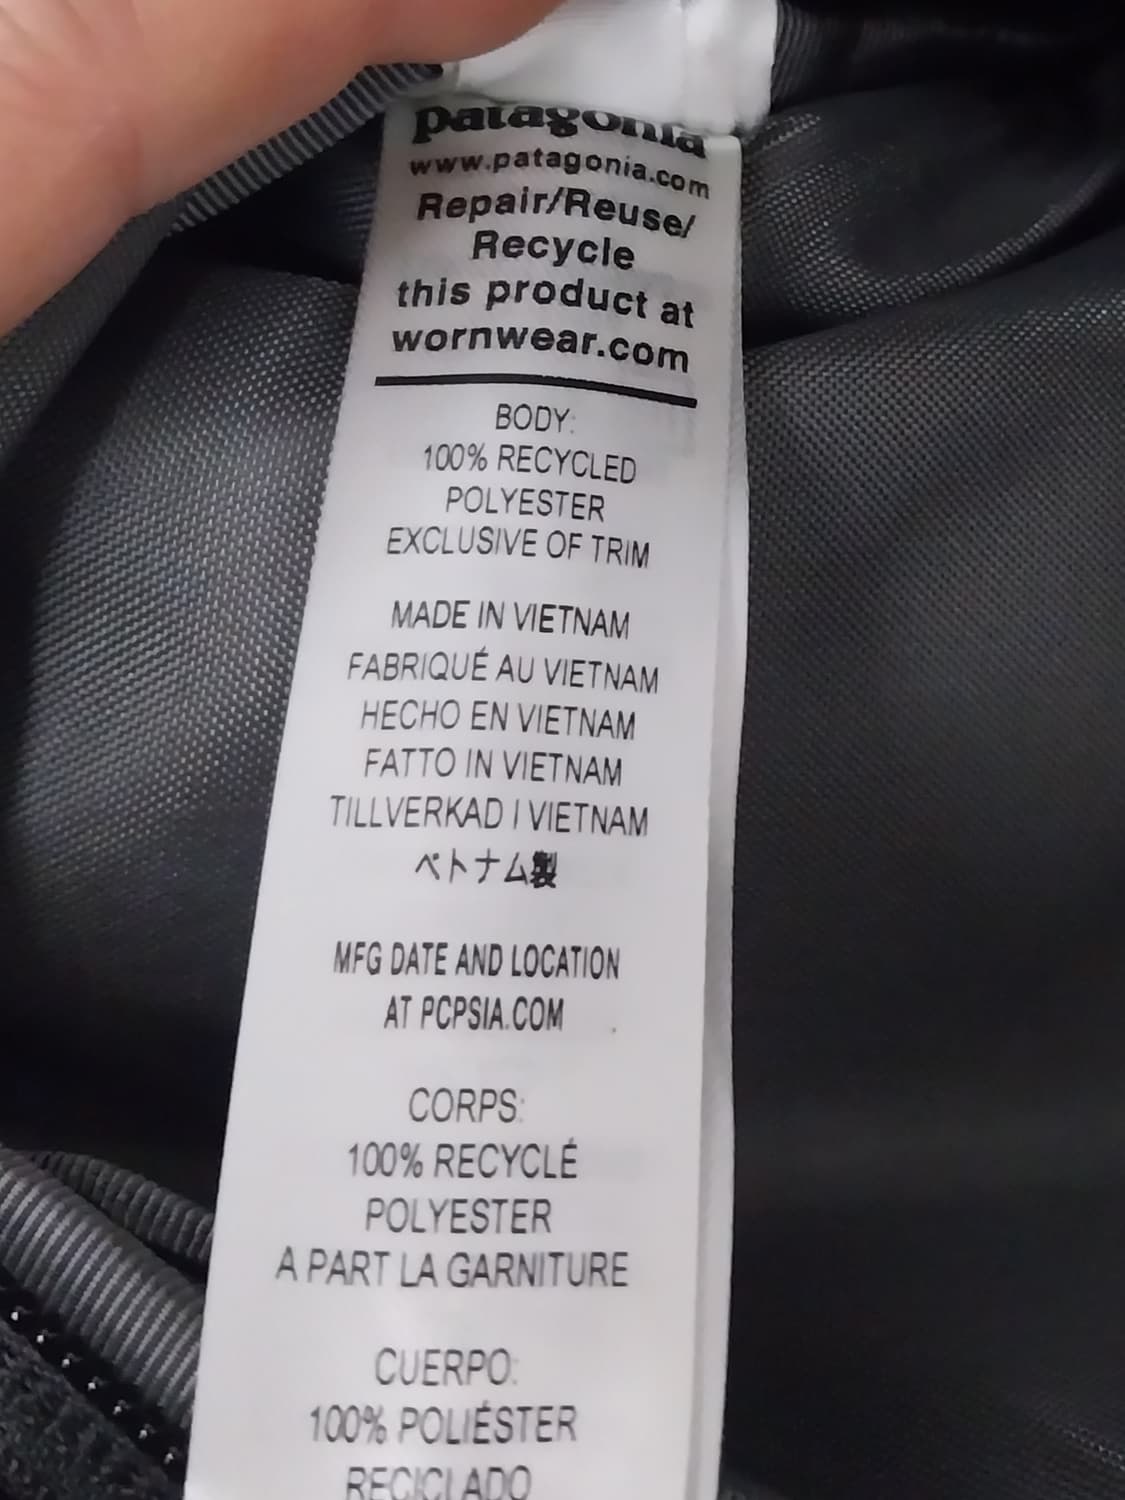 patagonia
www.patagonia.com
Repair/Reuse/
Recycle
this product at
wornwear.com
BODY:
100% RECYCLED
POLYESTER
EXCLUSIVE OF TRIM
MADE IN VIETNAM
FABRIQUÉ AU VIETNAM
HECHO EN VIETNAM
FATTO IN VIETNAM
TILLVERKAD I VIETNAM
ベトナム製
MFG DATE AND LOCATION
AT PCPSIA.COM
CORPS:
100% RECYCLÉ
POLYESTER
A PART LA GARNITURE
CUERPO:
100% POLIÉSTER
RECICLADO